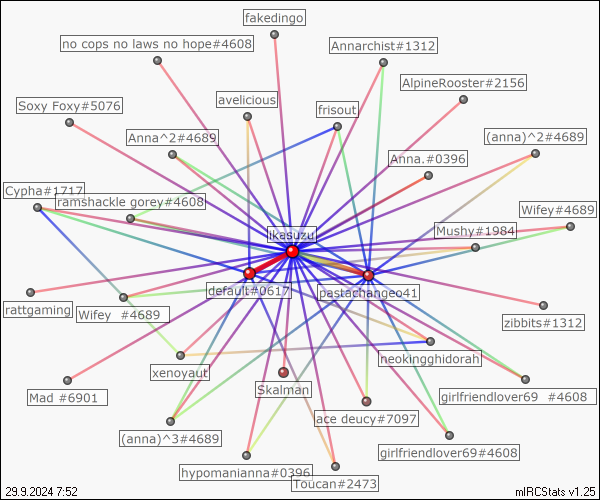 fakedingo
no cops no laws no hope#4608
Annarchist#1312
AlpineRooster#2156
Soxy Foxy#5076
avelicious
frisout
Anna^2#4689
(anna)^2#4689
Anna.#0396
Cypha#1717
ramshackle gorey#4608
Wifey#4689
ikasuzu
Mushy#1984
default#0617
pastachangeo41
rattgaming
Wifey  #4689
zibbits#1312
neokingghidorah
xenoyaut
Skalman
Mad #6901
girlfriendlover69  #4608
ace deucy#7097
(anna)^3#4689
girlfriendlover69#4608
hypomanianna#0396
Toucan#2473
29.9.2024 7:52
mIRCStats v1.25